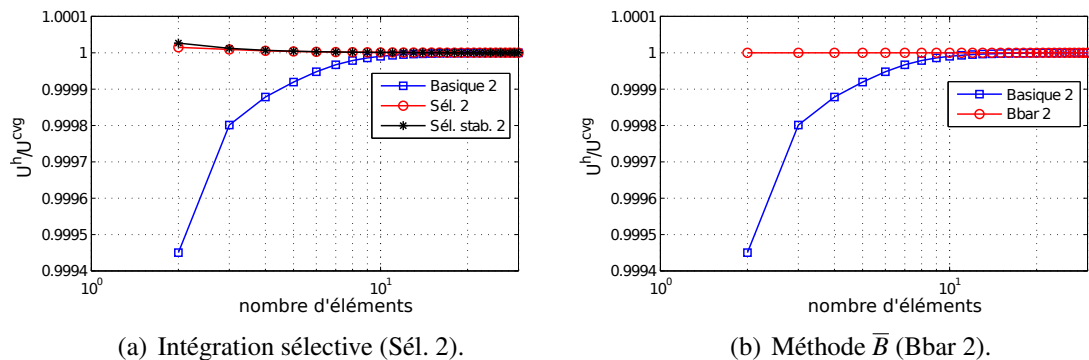 1.0001
1
0.9999
0.9998
0.9997
0.9996
0.9995
0.9994
U^h/U^cvg
10^0
10^1
nombre d'éléments
Basique 2
Sél. 2
Sél. stab. 2
(a) Intégration sélective (Sél. 2).
1.0001
1
0.9999
0.9998
0.9997
0.9996
0.9995
0.9994
U^h/U^cvg
10^0
10^1
nombre d'éléments
Basique 2
Bbar 2
(b) Méthode B̅ (Bbar 2).